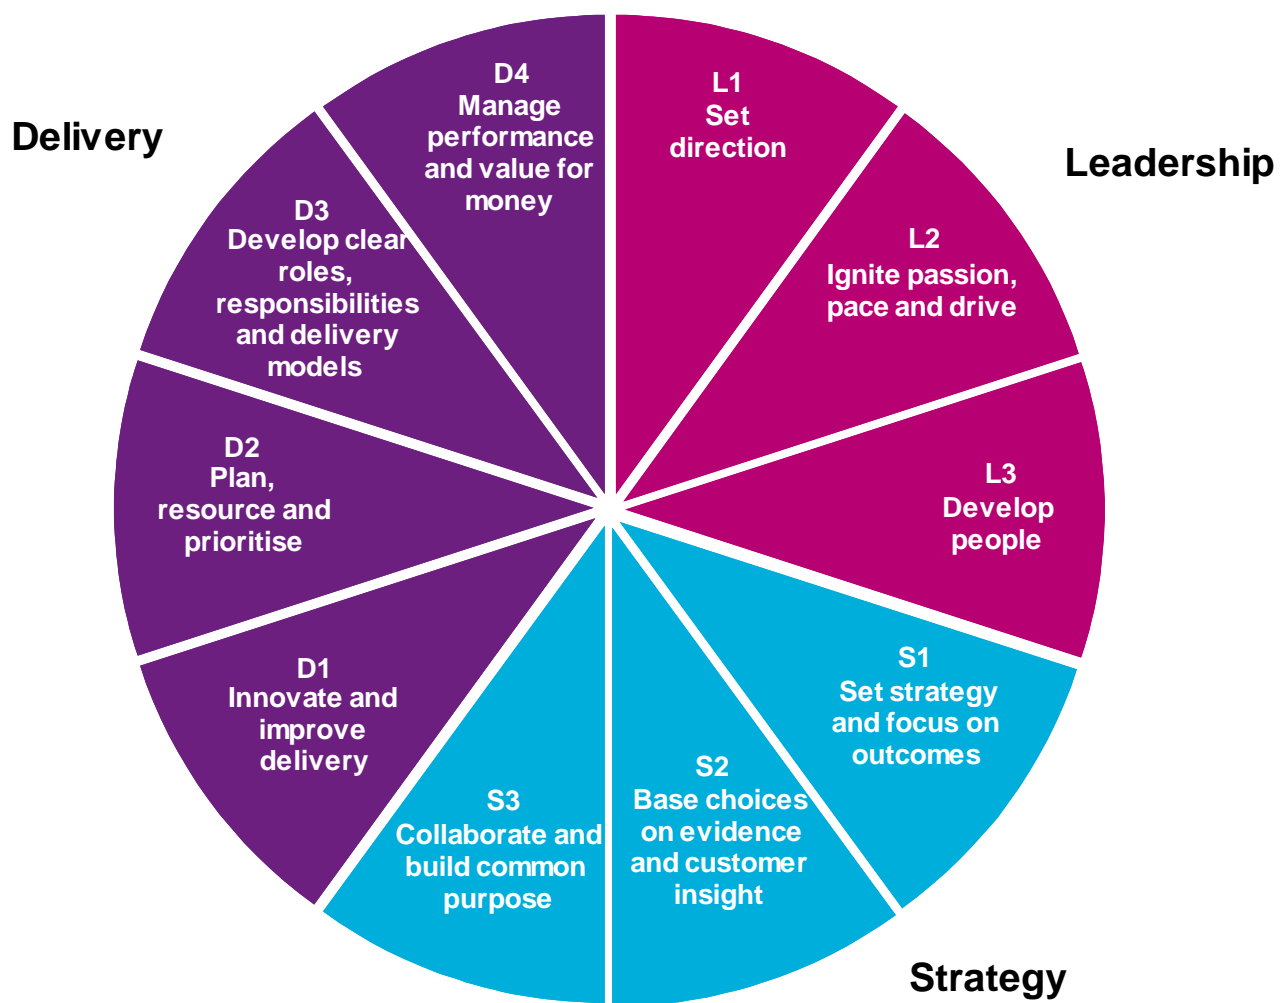 Delivery
Leadership
Strategy
L1
Set
direction
L2
Ignite passion,
pace and drive
L3
Develop
people
S1
Set strategy
and focus on
outcomes
S2
Base choices
on evidence
and customer
insight
S3
Collaborate and
build common
purpose
D1
Innovate and
improve
delivery
D2
Plan,
resource and
prioritise
D3
Develop clear
roles,
responsibilities
and delivery
models
D4
Manage
performance
and value for
money